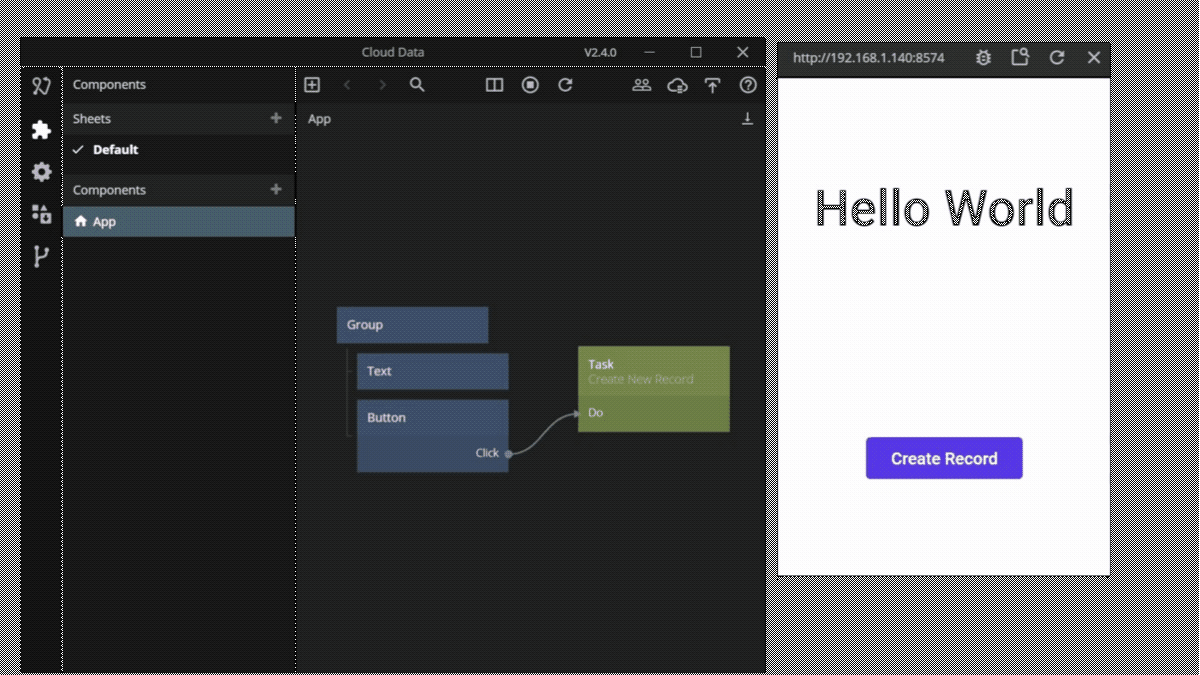 Cloud Data
V2.4.0
Components
Sheets
Default
Components
App
App
Group
Text
Button
Click
Task
Create New Record
Do
http://192.168.1.140:8574
Hello World
Create Record